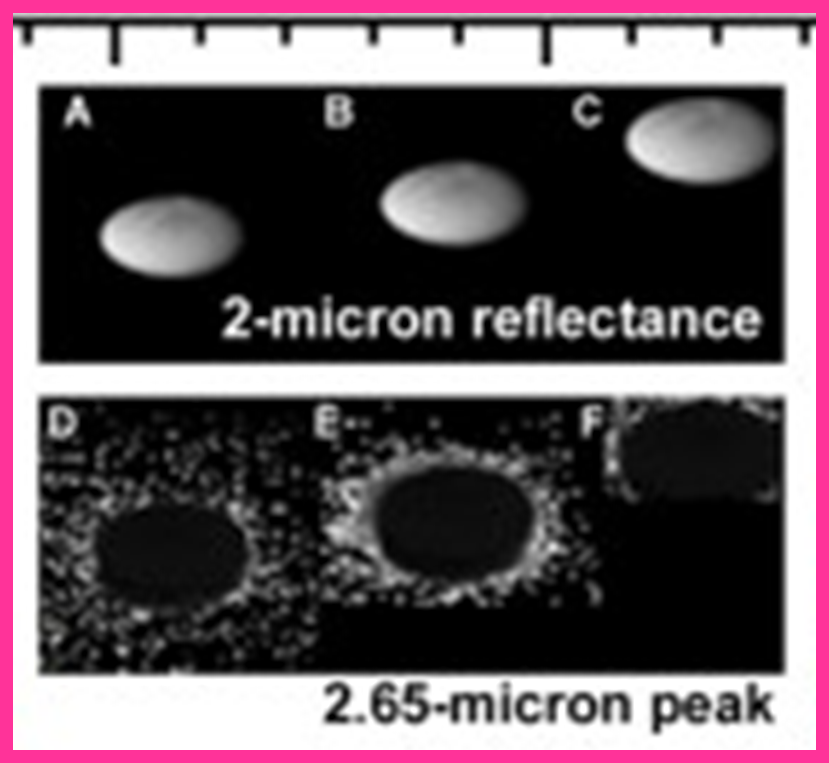 A B C
2-micron reflectance
D E F
2.65-micron peak